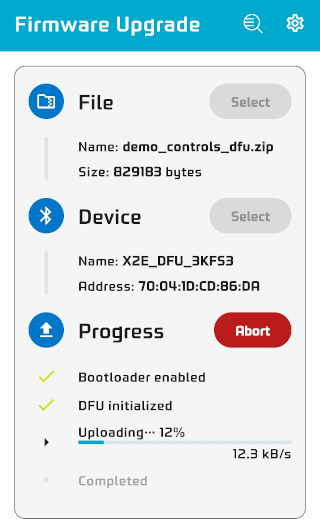 Firmware Upgrade
File
Select
Name: demo_controls_dfu.zip
Size: 829183 bytes
Device
Select
Name: X2E_DFU_3KFS3
Address: 70:04:1D:CD:86:DA
Progress
Abort
Bootloader enabled
DFU initialized
Uploading… 12%
12.3 kB/s
Completed